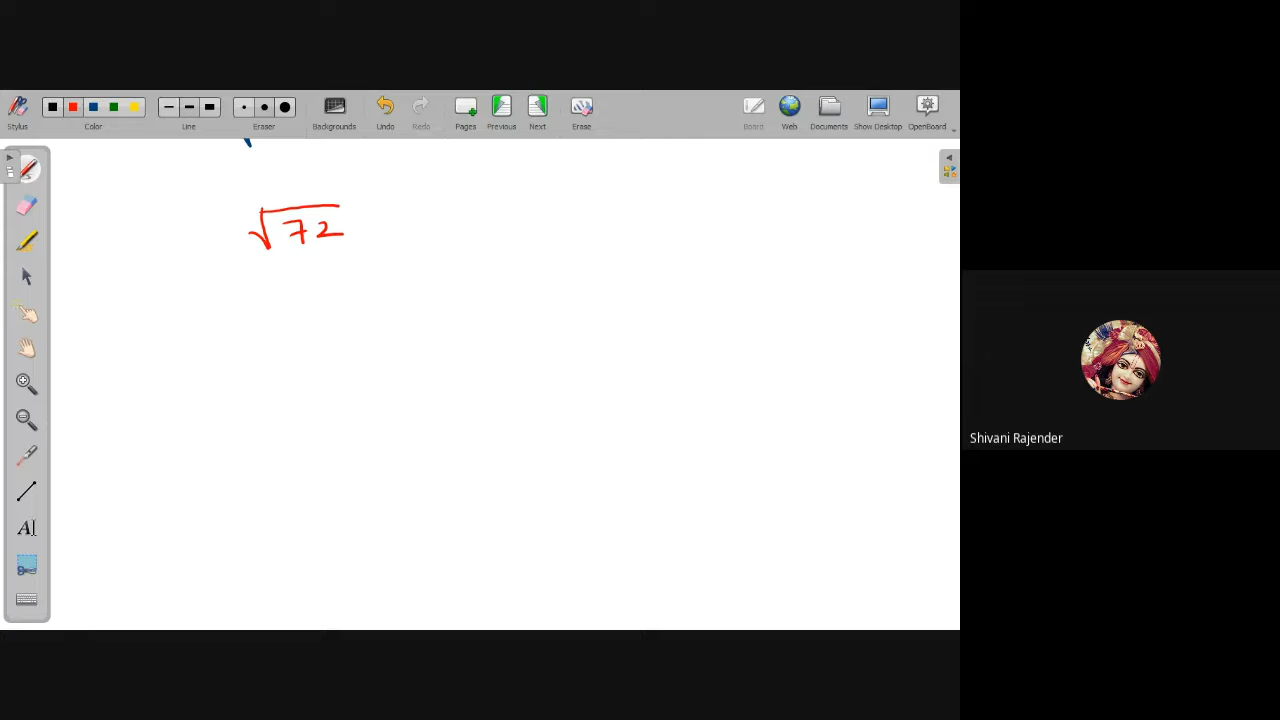 Stylus Color Line Eraser Backgrounds Undo Redo Pages Previous Next Erase Board Web Documents Show Desktop OpenBoard
√72
A
Shivani Rajender